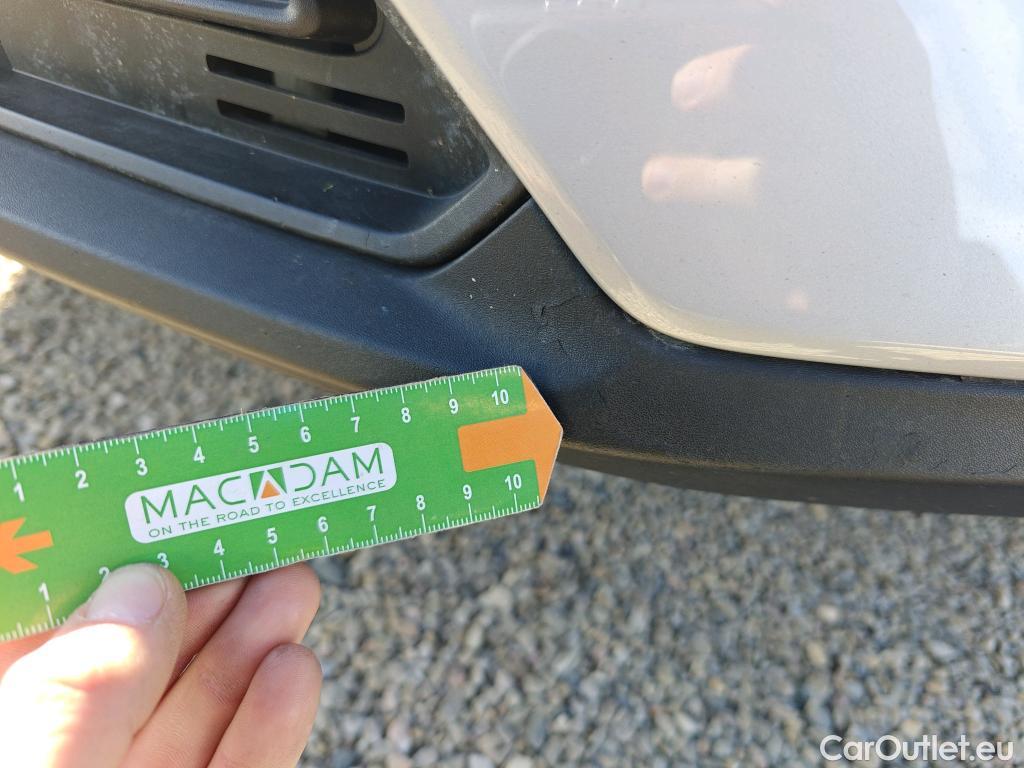 1 2 3 4 5 6 7 8 9 10
MACADAM
ON THE ROAD TO EXCELLENCE
1 2 3 4 5 6 7 8 9 10
CarOutlet.eu